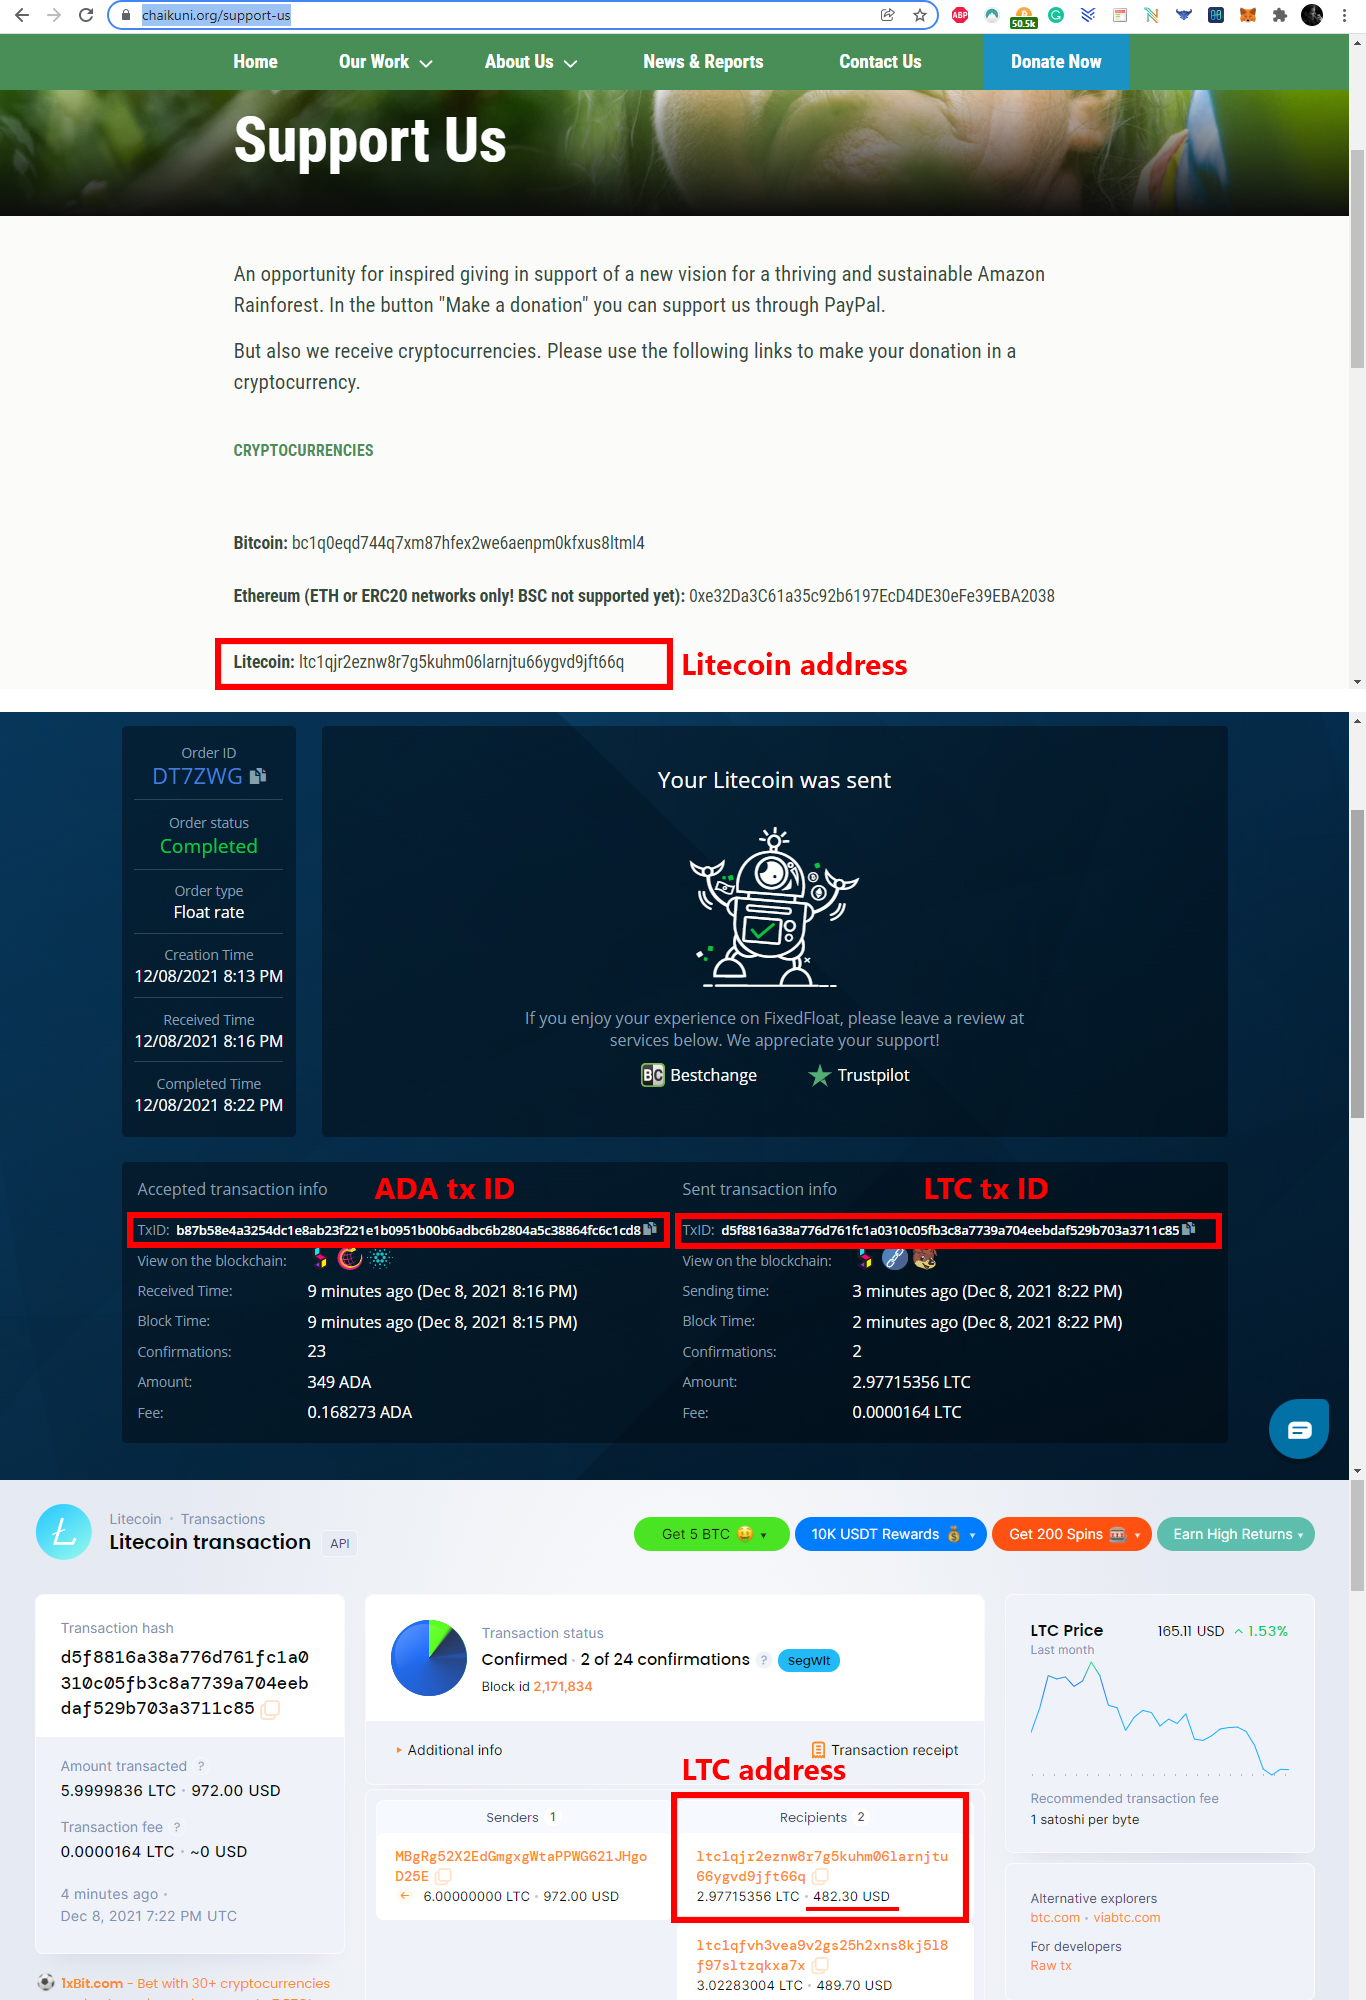 chaikuni.org/support-us
ABP
50.5k
Home Our Work About Us News & Reports Contact Us Donate Now
Support Us
An opportunity for inspired giving in support of a new vision for a thriving and sustainable Amazon
Rainforest. In the button "Make a donation" you can support us through PayPal.
But also we receive cryptocurrencies. Please use the following links to make your donation in a
cryptocurrency.
CRYPTOCURRENCIES
Bitcoin: bc1q0eqd744q7xm87hfex2we6aenpm0kfxus8ltml4
Ethereum (ETH or ERC20 networks only! BSC not supported yet): 0xe32Da3C61a35c92b6197EcD4DE30eFe39EBA2038
Litecoin: ltc1qjr2eznw8r7g5kuhm06larnjtu66ygvd9jft66q
Litecoin address
Order ID
DT7ZWG
Order status
Completed
Order type
Float rate
Creation Time
12/08/2021 8:13 PM
Received Time
12/08/2021 8:16 PM
Completed Time
12/08/2021 8:22 PM
Your Litecoin was sent
If you enjoy your experience on FixedFloat, please leave a review at
services below. We appreciate your support!
BC Bestchange Trustpilot
Accepted transaction info ADA tx ID
TxID: b87b58e4a3254dc1e8ab23f221e1b0951b00b6adbc6b2804a5c38864fc6c1cd8
View on the blockchain:
Received Time: 9 minutes ago (Dec 8, 2021 8:16 PM)
Block Time: 9 minutes ago (Dec 8, 2021 8:15 PM)
Confirmations: 23
Amount: 349 ADA
Fee: 0.168273 ADA
Sent transaction info LTC tx ID
TxID: d5f8816a38a776d761fc1a0310c05fb3c8a7739a704eebdaf529b703a3711c85
View on the blockchain:
Sending time: 3 minutes ago (Dec 8, 2021 8:22 PM)
Block Time: 2 minutes ago (Dec 8, 2021 8:22 PM)
Confirmations: 2
Amount: 2.97715356 LTC
Fee: 0.0000164 LTC
Litecoin • Transactions
Litecoin transaction API
Get 5 BTC 10K USDT Rewards Get 200 Spins Earn High Returns
Transaction hash
d5f8816a38a776d761fc1a0
310c05fb3c8a7739a704eeb
daf529b703a3711c85
Amount transacted ?
5.9999836 LTC • 972.00 USD
Transaction fee ?
0.0000164 LTC • ~0 USD
4 minutes ago •
Dec 8, 2021 7:22 PM UTC
1xBit.com - Bet with 30+ cryptocurrencies
Transaction status
Confirmed • 2 of 24 confirmations ? segwit
Block id 2,171,834
Additional info Transaction receipt
LTC address
Senders 1
MBgRg52X2EdGmgxgWtaPPWG621JHgo
D25E
← 6.00000000 LTC • 972.00 USD
Recipients 2
ltc1qjr2eznw8r7g5kuhm06larnjtu
66ygvd9jft66q
2.97715356 LTC • 482.30 USD
ltc1qfvh3vea9v2gs25h2xns8kj5l8
f97sltzqkxa7x
3.02283004 LTC • 489.70 USD
LTC Price 165.11 USD 1.53%
Last month
Recommended transaction fee
1 satoshi per byte
Alternative explorers
btc.com • viabtc.com
For developers
Raw tx